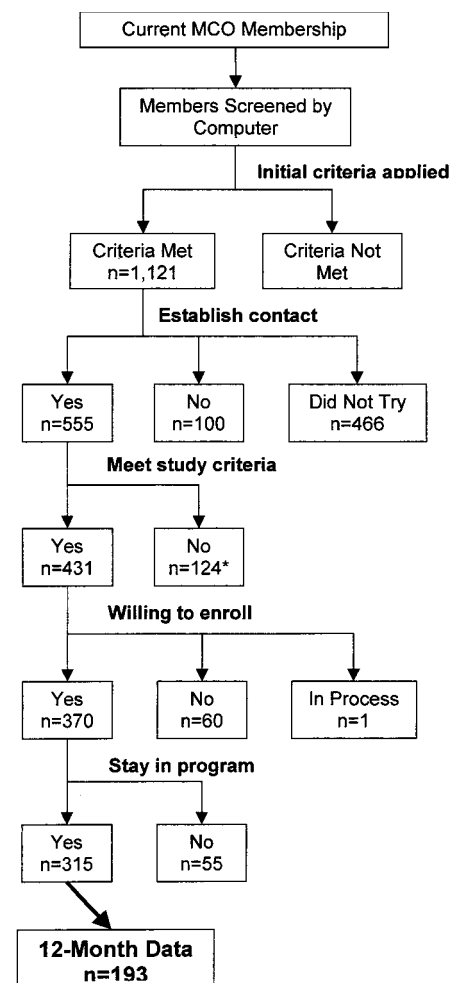 Current MCO Membership
Members Screened by
Computer
Initial criteria applied
Criteria Met
n=1,121
Criteria Not
Met
Establish contact
Yes
n=555
No
n=100
Did Not Try
n=466
Meet study criteria
Yes
n=431
No
n=124*
Willing to enroll
Yes
n=370
No
n=60
In Process
n=1
Stay in program
Yes
n=315
No
n=55
12-Month Data
n=193